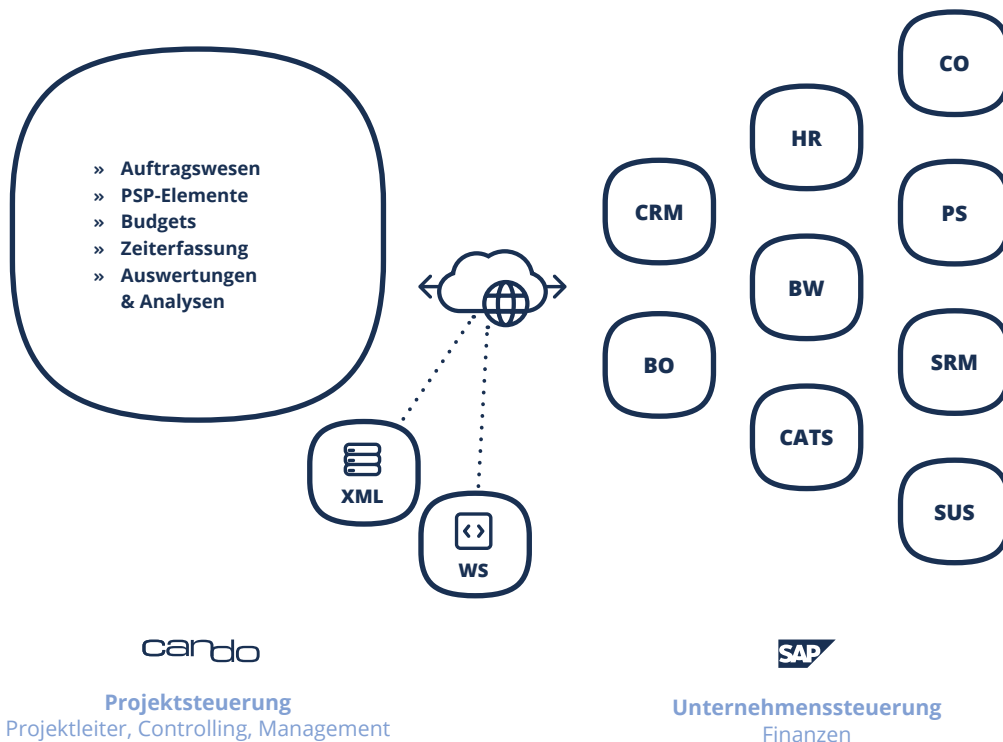 » Auftragswesen
» PSP-Elemente
» Budgets
» Zeiterfassung
» Auswertungen
& Analysen
XML
WS
CRM
BO
HR
BW
CATS
CO
PS
SRM
SUS
cando
Projektsteuerung
Projektleiter, Controlling, Management
SAP
Unternehmenssteuerung
Finanzen